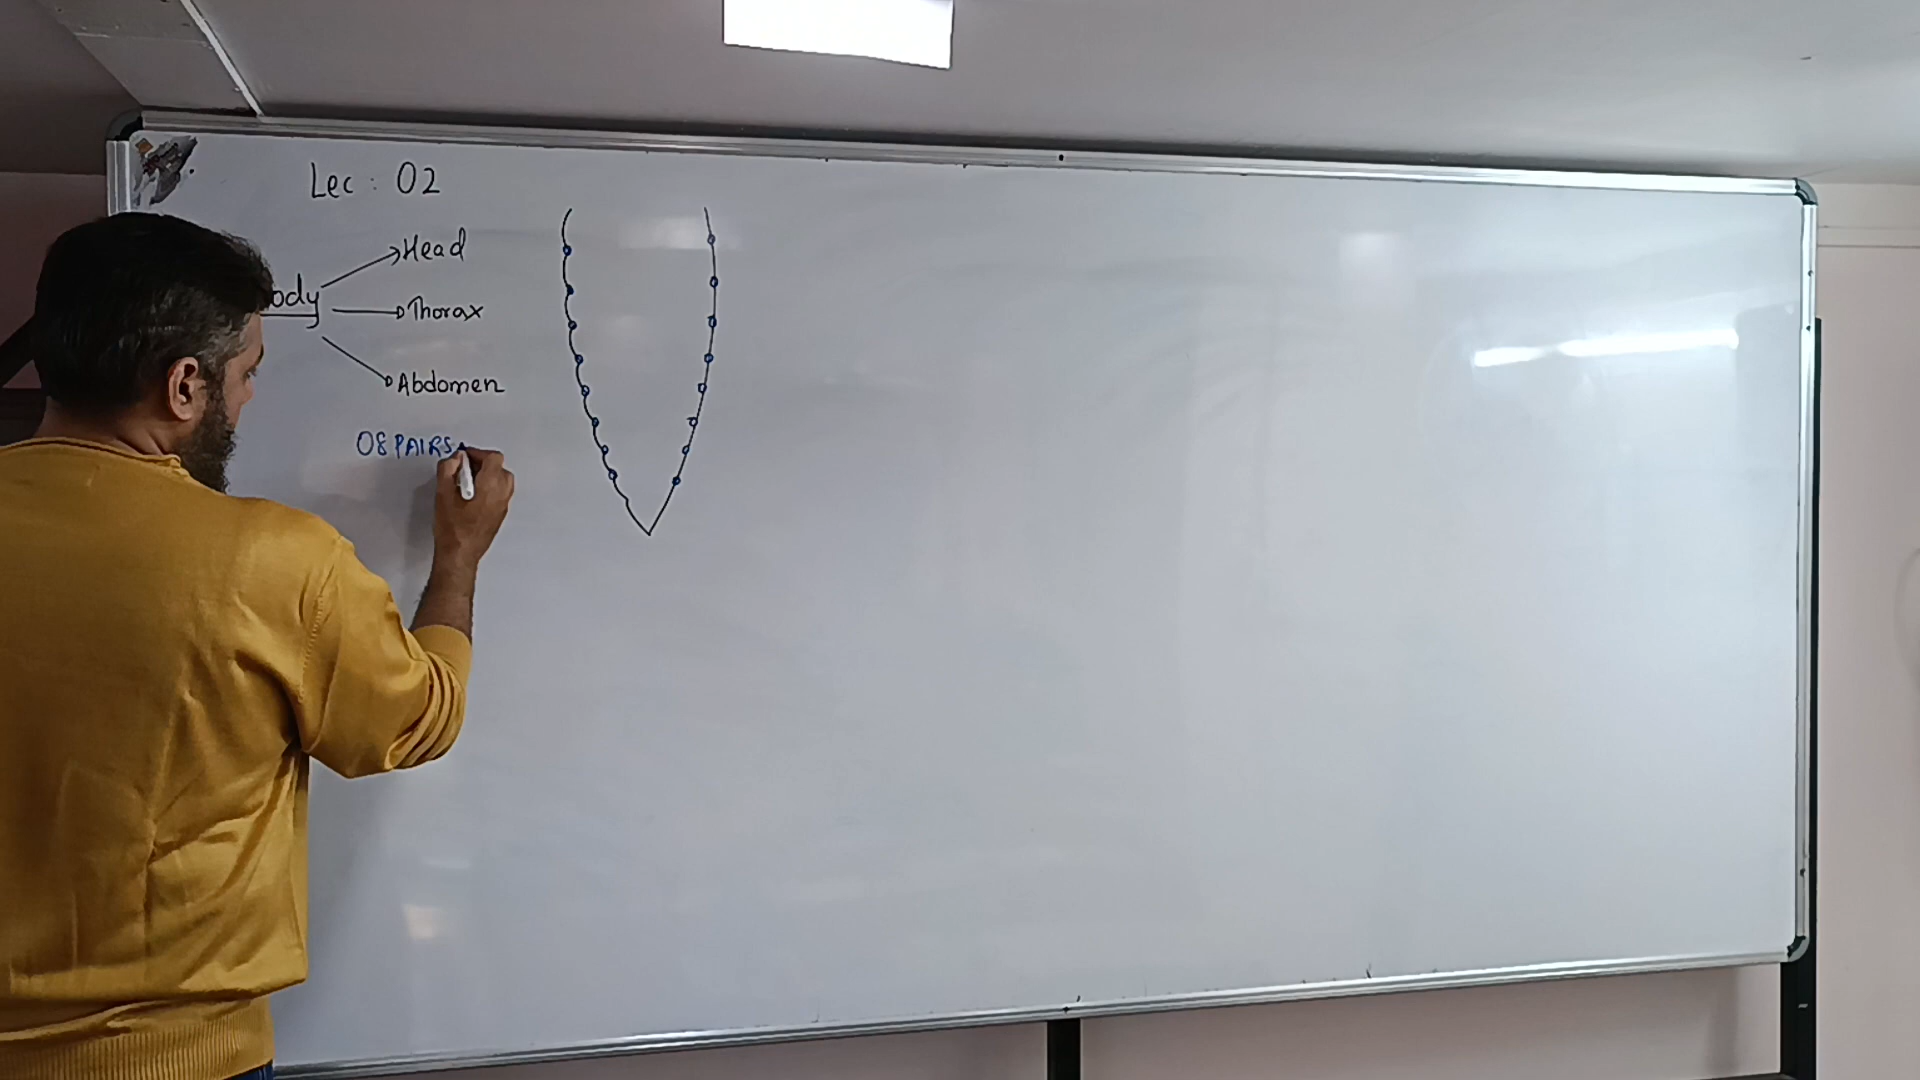 Lec : 02
Head
ody
Thorax
Abdomen
08 PAIRS